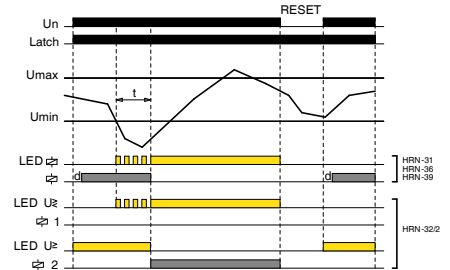 RESET
Un
Latch
Umax
t
Umin
LED
HRN-31
HRN-36
d
d
HRN-39
LED U≥
1
HRN-32/2
LED U≥
2